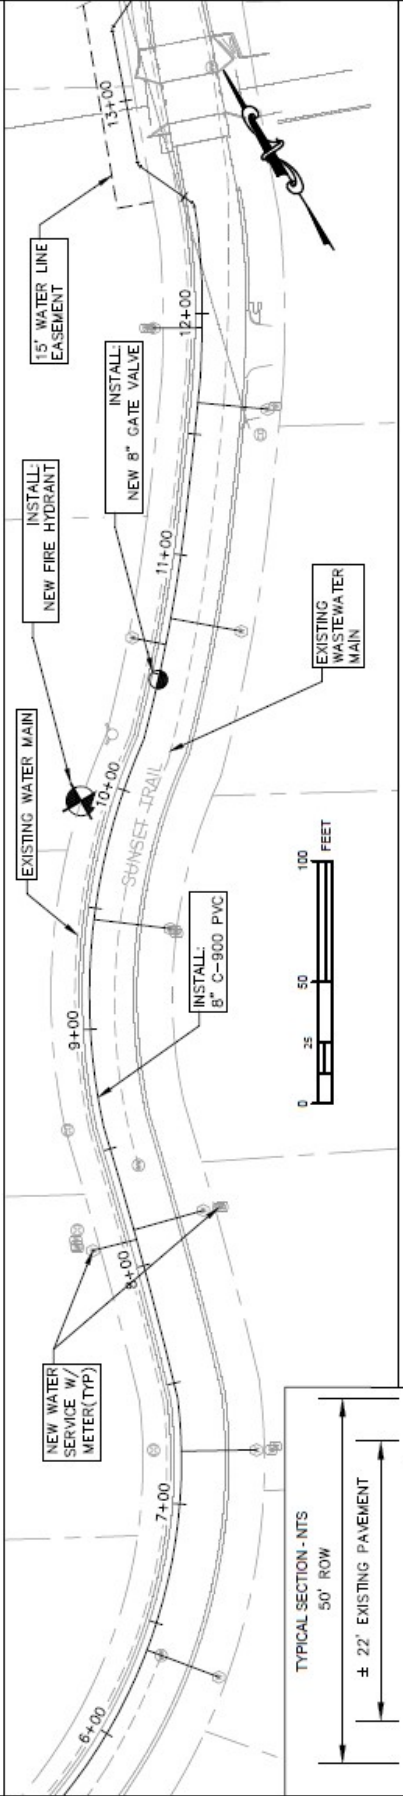 15' WATER LINE
EASEMENT
13+00
12+00
INSTALL:
NEW 8" GATE VALVE
INSTALL:
NEW FIRE HYDRANT
11+00
EXISTING
WASTEWATER
MAIN
EXISTING WATER MAIN
10+00
SUNSET TRAIL
INSTALL:
8" C-900 PVC
9+00
0
25
50
100
FEET
8+00
NEW WATER
SERVICE W/
METER(TYP)
7+00
6+00
TYPICAL SECTION - NTS
50' ROW
± 22' EXISTING PAVEMENT